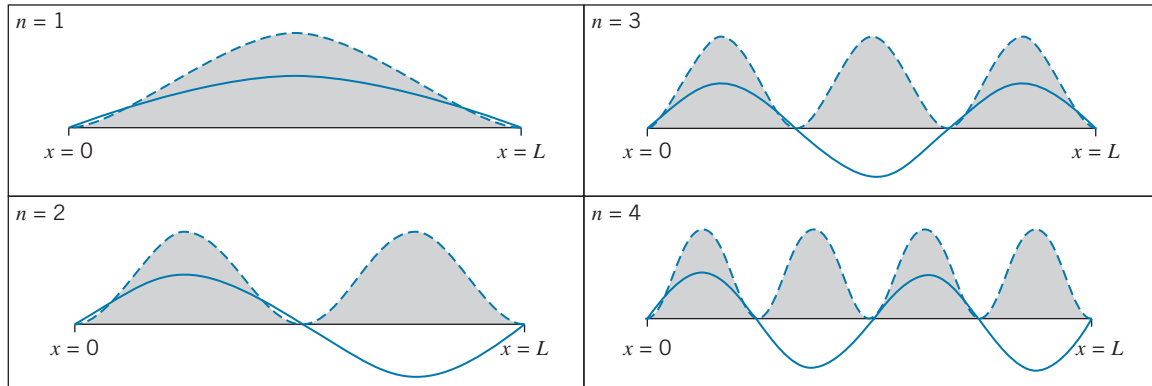 n = 1
x = 0
x = L
n = 3
x = 0
x = L
n = 2
x = 0
x = L
n = 4
x = 0
x = L